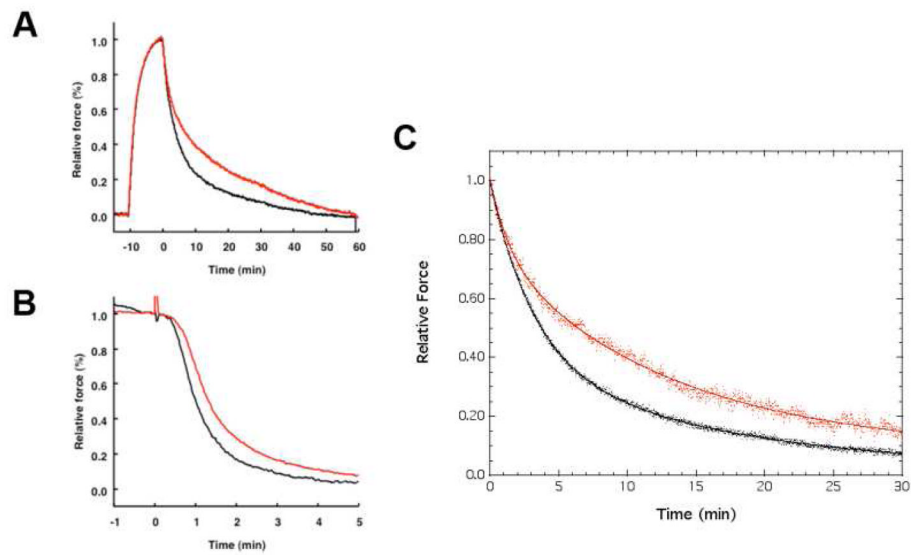 A
1.0
0.8
0.6
0.4
0.2
0.0
Relative force (%)
-10 0 10 20 30 40 50 60
Time (min)
B
1.0
0.8
0.6
0.4
0.2
0.0
Relative force (%)
-1 0 1 2 3 4 5
Time (min)
C
1.0
0.80
0.60
0.40
0.20
0.0
Relative Force
0 5 10 15 20 25 30
Time (min)